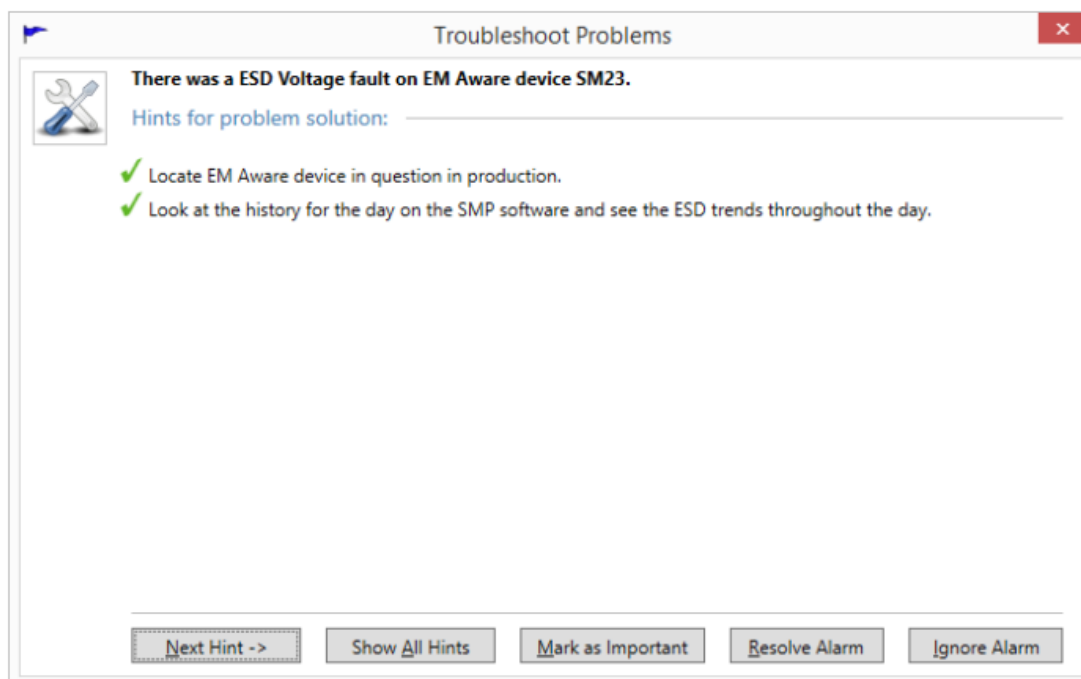 Troubleshoot Problems
There was a ESD Voltage fault on EM Aware device SM23.
Hints for problem solution:
Locate EM Aware device in question in production.
Look at the history for the day on the SMP software and see the ESD trends throughout the day.
Next Hint -> Show All Hints Mark as Important Resolve Alarm Ignore Alarm